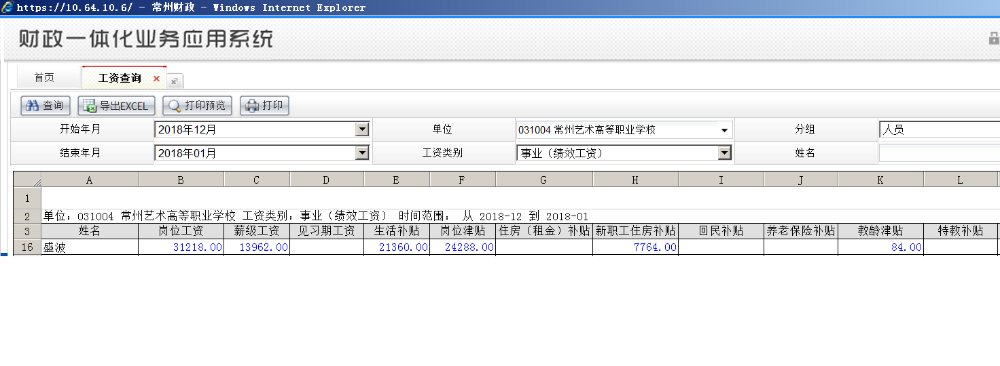 https://10.64.10.6/ - 常州财政 - Windows Internet Explorer
财政一体化业务应用系统
首页 工资查询
查询 导出EXCEL 打印预览 打印
开始年月 2018年12月 单位 031004 常州艺术高等职业学校 分组 人员
结束年月 2018年01月 工资类别 事业（绩效工资） 姓名
A B C D E F G H I J K L
1
2 单位：031004 常州艺术高等职业学校 工资类别：事业（绩效工资） 时间范围： 从 2018-12 到 2018-01
3 姓名 岗位工资 薪级工资 见习期工资 生活补贴 岗位津贴 住房（租金）补贴 新职工住房补贴 回民补贴 养老保险补贴 教龄津贴 特教补贴
16 盛波 31218.00 13962.00 21360.00 24288.00 7764.00 84.00